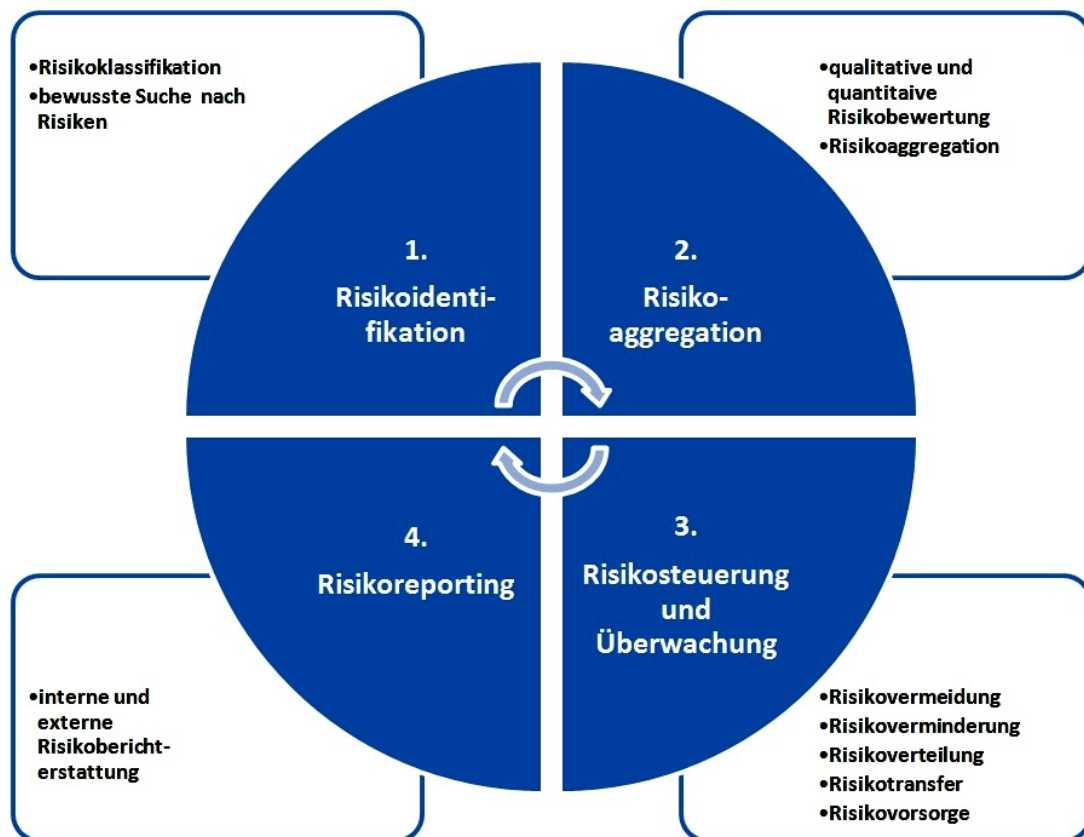 •Risikoklassifikation
•bewusste Suche nach
Risiken
•qualitative und
quantitaive
Risikobewertung
•Risikoaggregation
1.
Risikoidenti-
fikation
2.
Risiko-
aggregation
4.
Risikoreporting
3.
Risikosteuerung
und
Überwachung
•interne und
externe
Risikobericht-
erstattung
•Risikovermeidung
•Risikoverminderung
•Risikoverteilung
•Risikotransfer
•Risikovorsorge